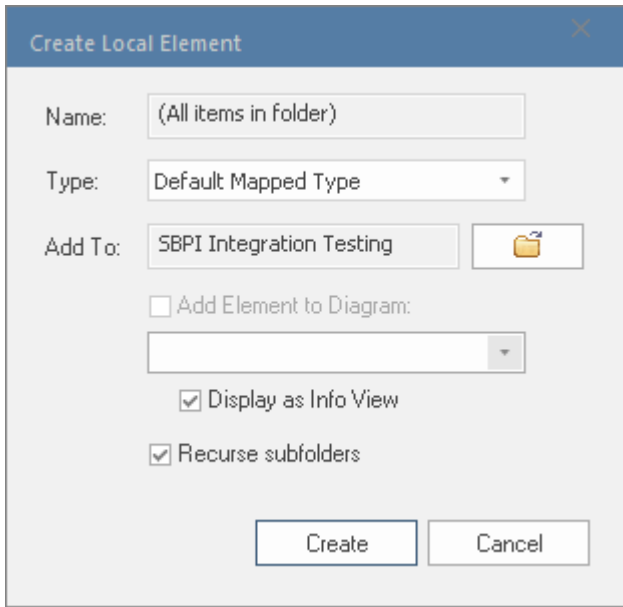 Create Local Element
Name: (All items in folder)
Type: Default Mapped Type
Add To: SBPI Integration Testing
Add Element to Diagram:
Display as Info View
Recurse subfolders
Create Cancel